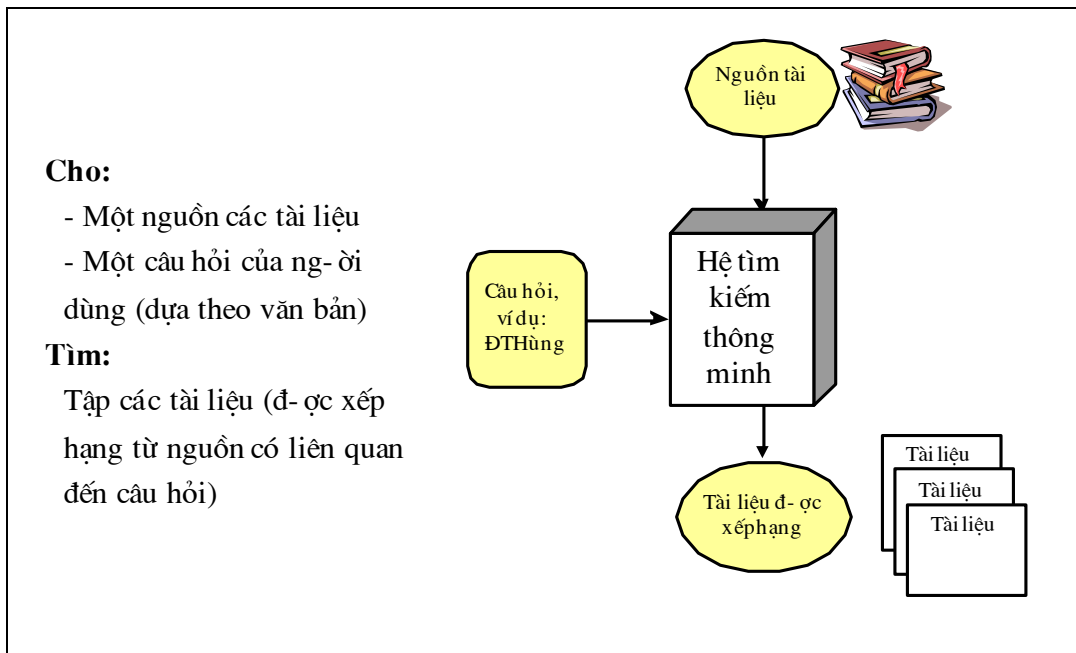 Cho:
- Một nguồn các tài liệu
- Một câu hỏi của ng- ời
dùng (dựa theo văn bản)
Tìm:
Tập các tài liệu (đ- ợc xếp
hạng từ nguồn có liên quan
đến câu hỏi)
Nguồn tài
liệu
Câu hỏi,
ví dụ:
ĐTHùng
Hệ tìm
kiếm
thông
minh
Tài liệu đ- ợc
xếphạng
Tài liệu
Tài liệu
Tài liệu